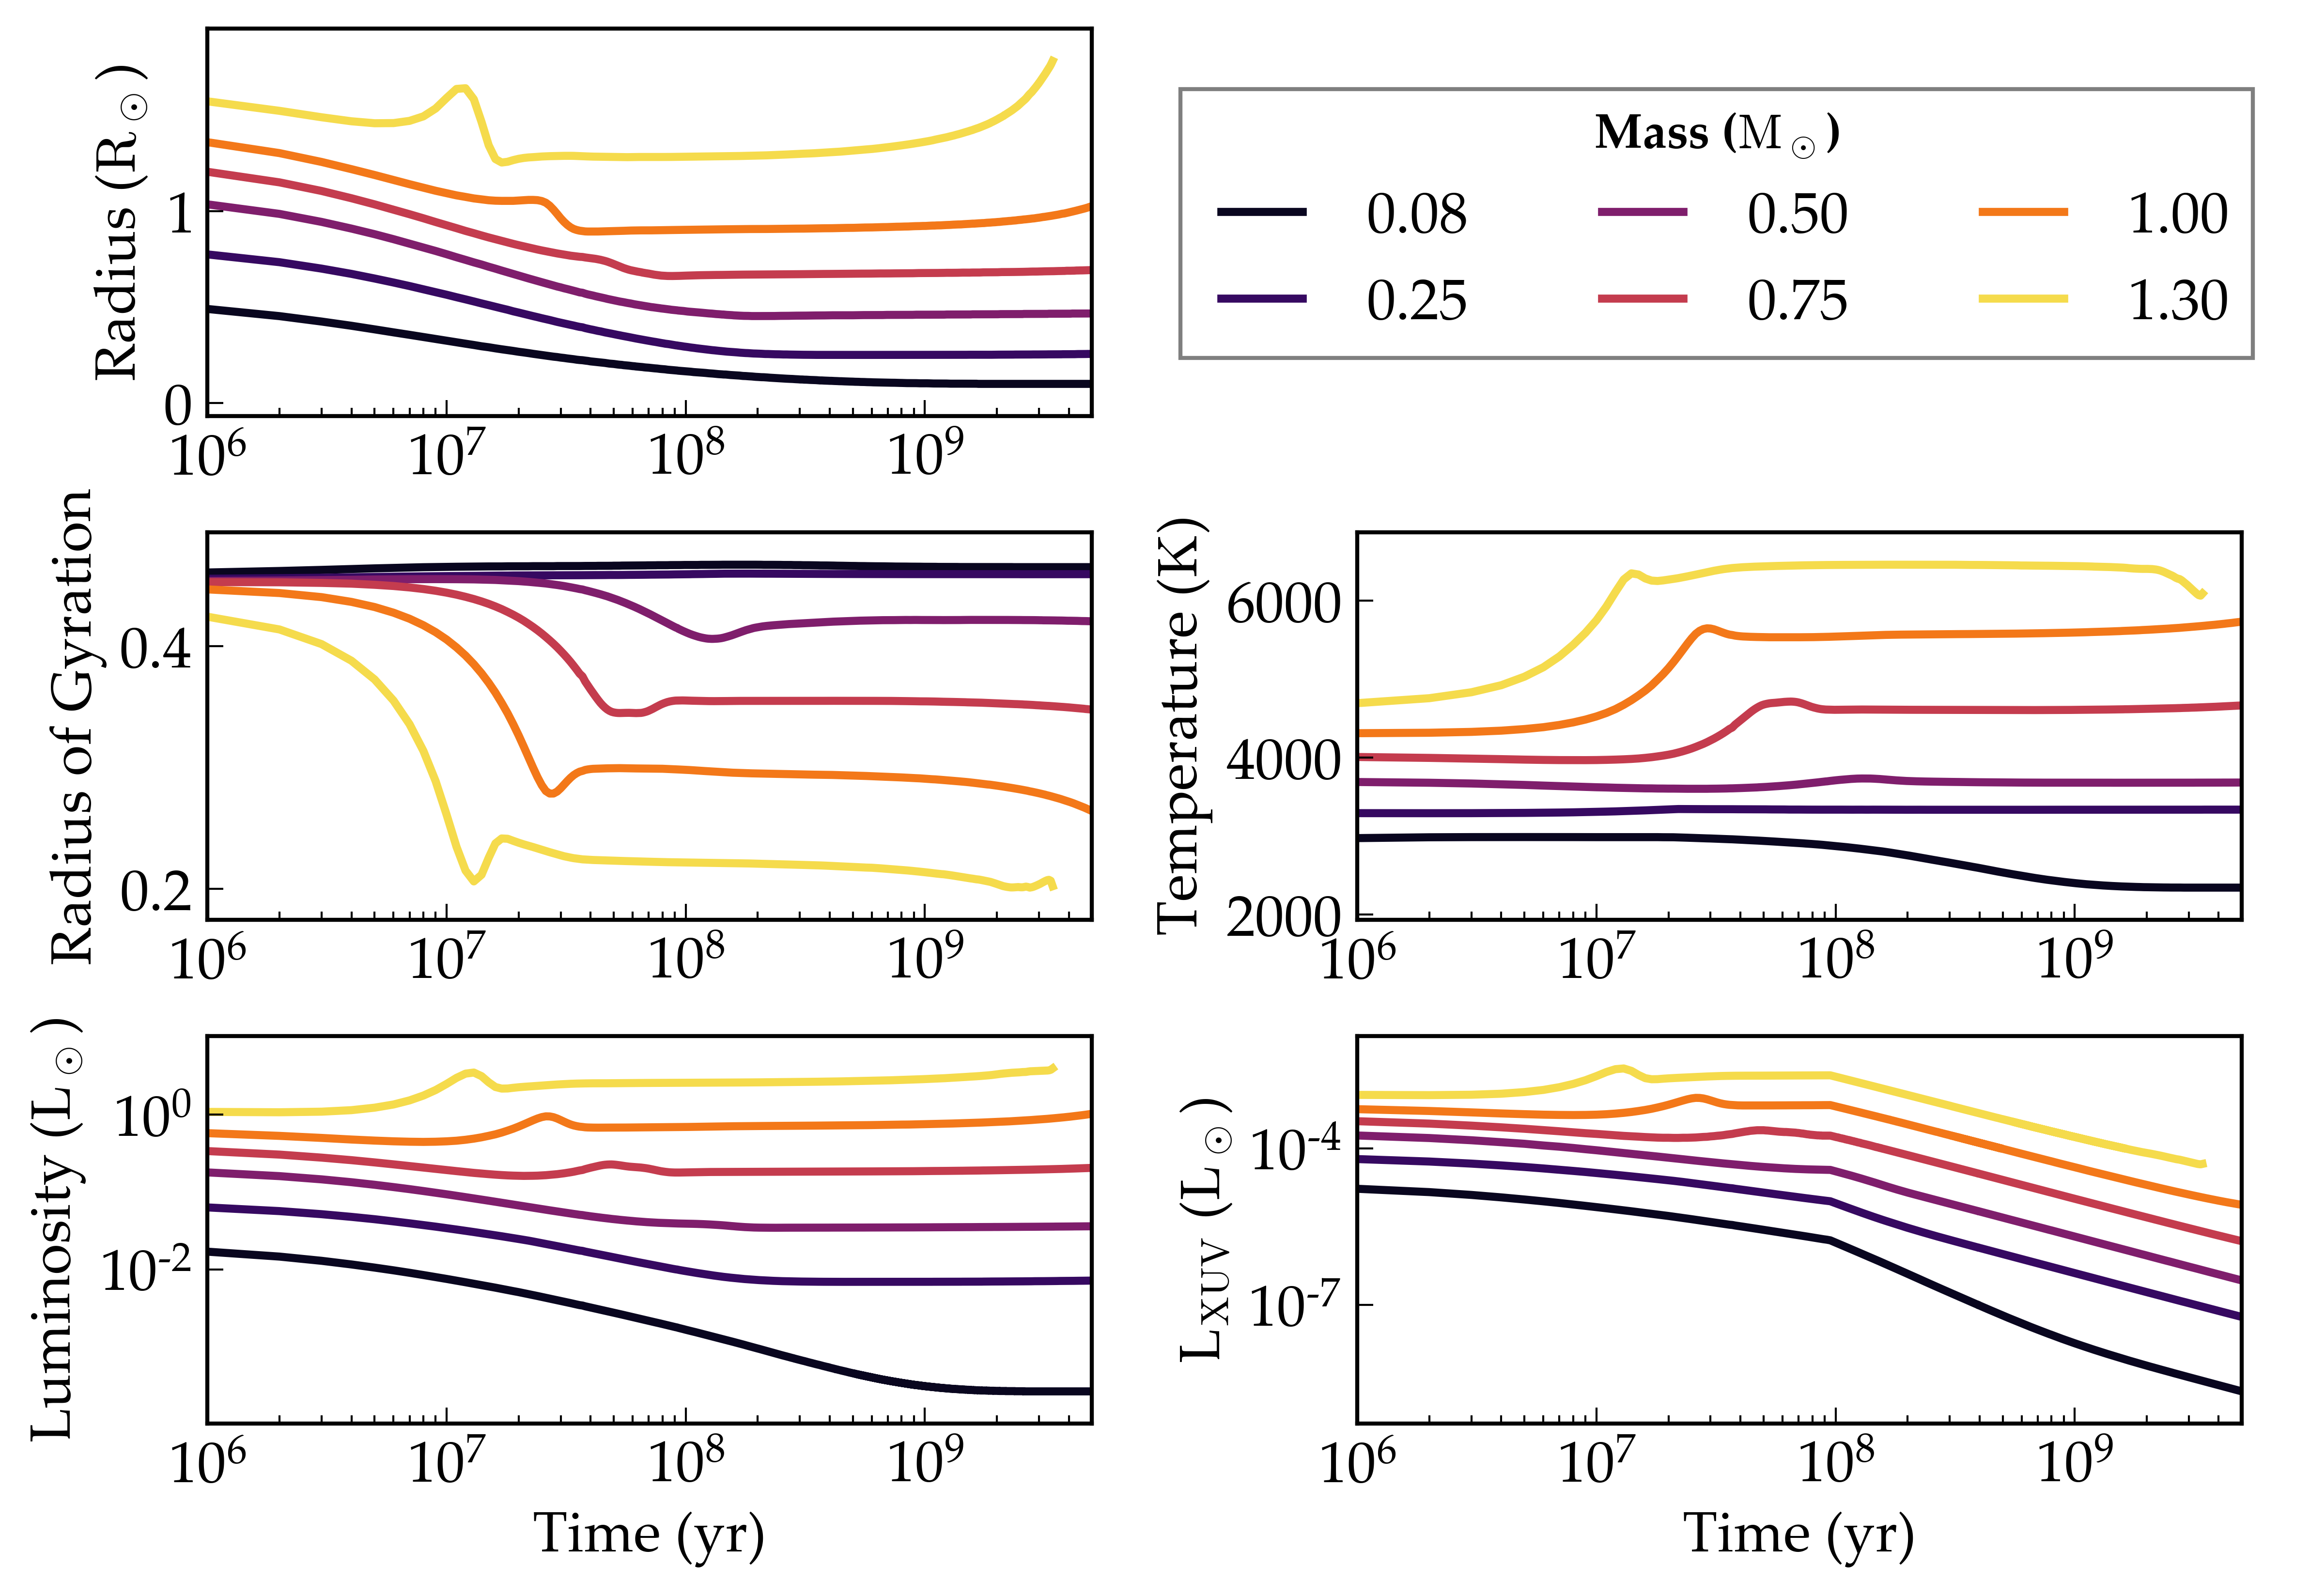 Radius (R☉)
1
0
10^6 10^7 10^8 10^9
Mass (M☉)
0.08 0.50 1.00
0.25 0.75 1.30
Radius of Gyration
0.4
0.2
10^6 10^7 10^8 10^9
Temperature (K)
6000
4000
2000
10^6 10^7 10^8 10^9
Luminosity (L☉)
10^0
10^-2
10^6 10^7 10^8 10^9
Time (yr)
L_XUV (L☉)
10^-4
10^-7
10^6 10^7 10^8 10^9
Time (yr)